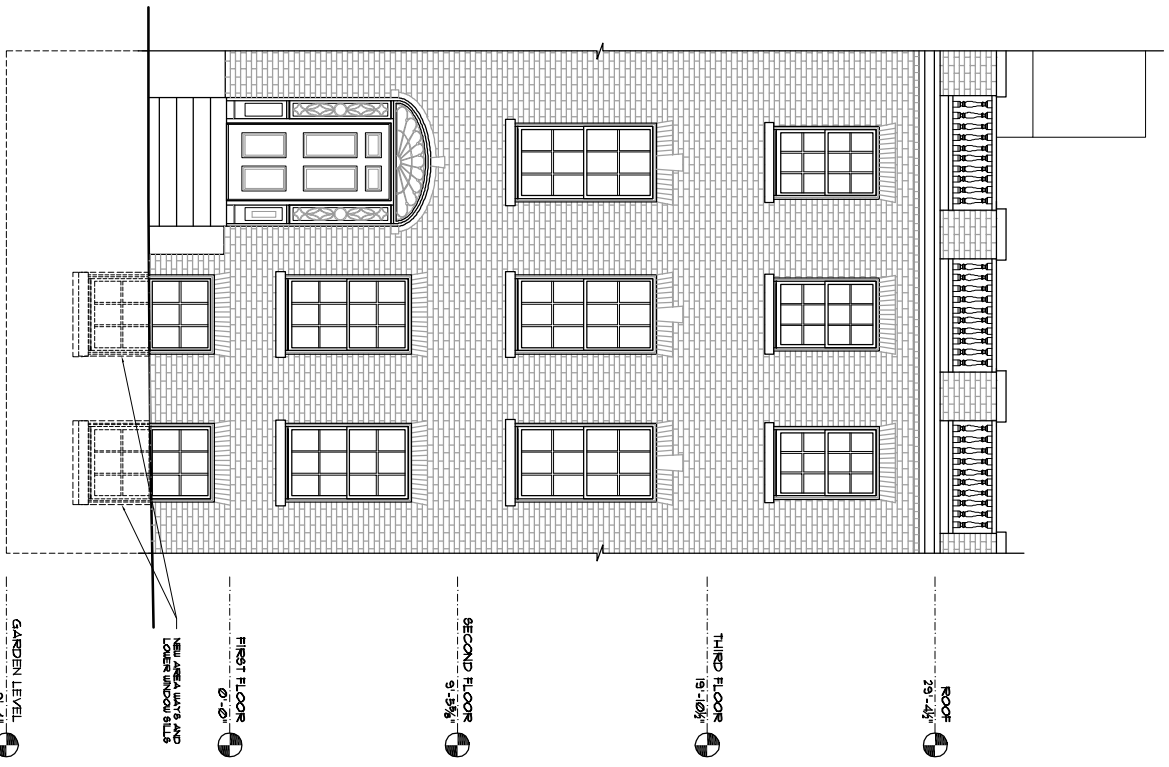 ROOF
29'-4½"
THIRD FLOOR
19'-10½"
SECOND FLOOR
9'-5⅝"
FIRST FLOOR
0'-0"
NEW AREA WAYS AND
LOWER WINDOW SILLS
GARDEN LEVEL